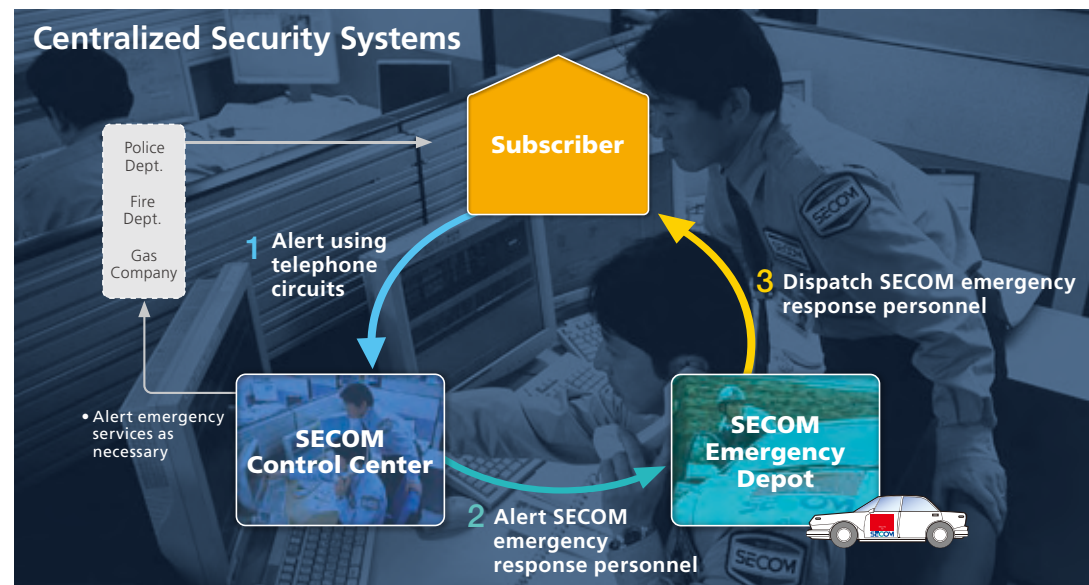 Centralized Security Systems
Subscriber
Police
Dept.
Fire
Dept.
Gas
Company
1 Alert using
telephone
circuits
3 Dispatch SECOM emergency
response personnel
• Alert emergency
services as
necessary
SECOM
Control Center
SECOM
Emergency
Depot
2 Alert SECOM
emergency
response personnel
SECOM
SECOM
SECOM